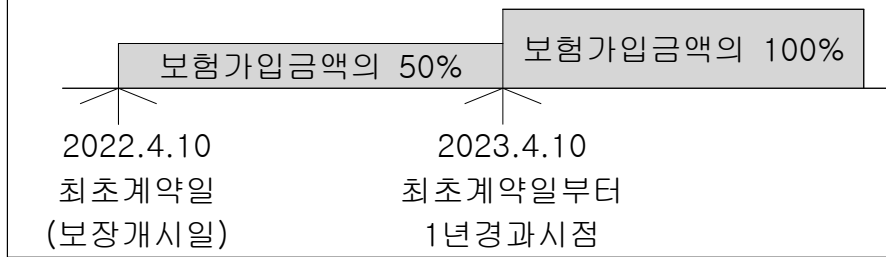 보험가입금액의 50%
보험가입금액의 100%
2022.4.10
최초계약일
(보장개시일)
2023.4.10
최초계약일부터
1년경과시점